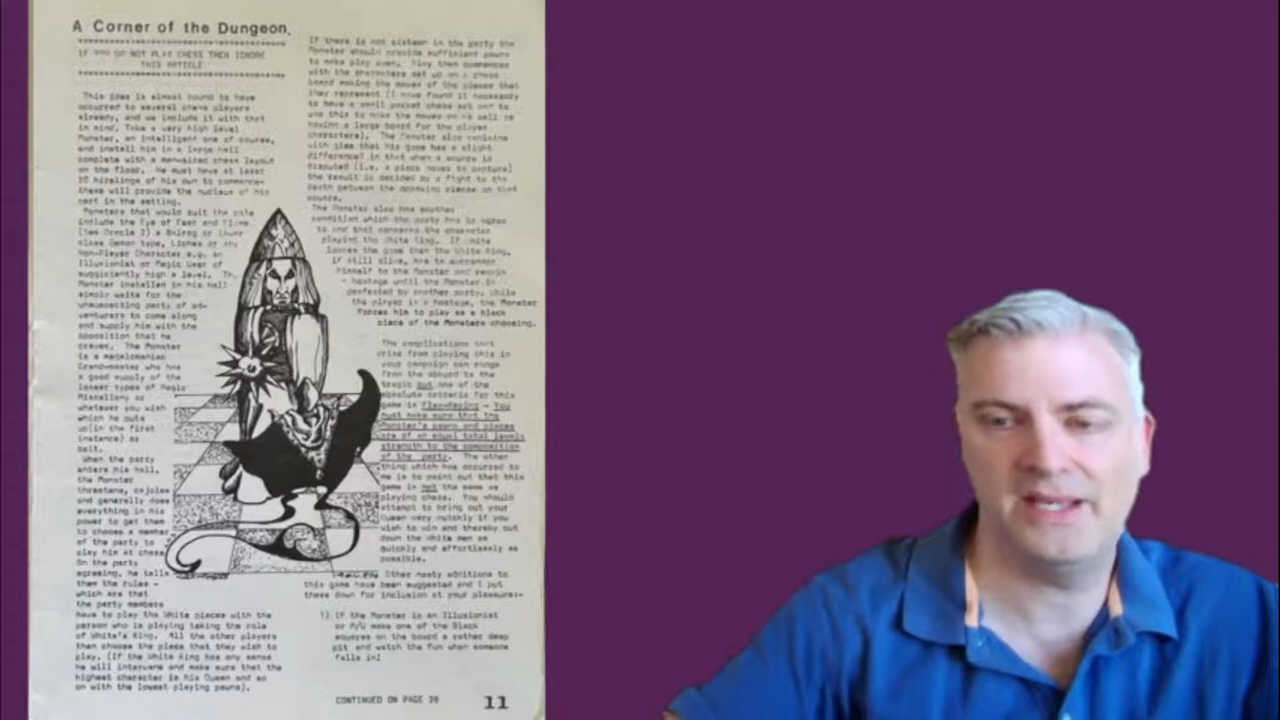 A Corner of the Dungeon.
IF YOU DO NOT PLAY CHESS THEN IGNORE
THIS ARTICLE
This idea is almost bound to have
occurred to several chess players
already, and we include it with that
in mind. Take a very high level
Monster, an intelligent one of course,
and install him in a large hall
complete with a man-sized chess layout
on the floor. He must have at least
20 hirelings of his own to commence-
these will provide the nucleus of his
part in the setting.
Monsters that would suit the role
include the Eye of Fear and Flame
(see Oracle 2) a Balrog or lower
class Demon type, Liches or any
Non-Player Character e.g. an
Illusionist or Magic User of
suggiciently high a level. Th.
Monster installed in his hall
simply waits for the
unsuspecting party of ad-
venturers to come along
and supply him with the
opposition that he
craves. The Monster
is a megalomaniac
Grand-master who has
a good supply of the
lesser types of Magic
Miscellany or
whatever you wish
which he puts
up(in the first
instance) as
bait.
When the party
enters his hall,
the Monster
threatens, cajoles
and generally does
everything in his
power to get them
to choose a member
of the party to
play him at chess.
On the party
agreeing, he tells
them the rules -
which are that
the party members
have to play the White pieces with the
person who is playing taking the role
of White's King. All the other players
then choose the piece that they wish to
play. (If the White King has any sense
he will intervene and make sure that the
highest character is his Queen and so
on with the lowest playing pawns).
If there is not sixteen in the party the
Monster should provide sufficient pawns
to make play even. Play then commences
with the characters set up on a chess
board making the moves of the pieces that
they represent (I have found it necessary
to have a small pocket chess set and to
use this to make the moves on as well as
having a large board for the player
characters). The Monster also explains
with glee that his game has a slight
difference! in that when a square is
disputed (i.e. a piece moves to capture)
the result is decided by a fight to the
death between the opposing pieces on that
square.
The Monster also has another
condition which the party has to agree
to and that concerns the character
playing the White King. If White
looses the game then the White King,
if still alive, has to surrender
himself to the Monster and remain
hostage until the Monster is
defeated by another party. While
the player is a hostage, the Monster
forces him to play as a black
piece of the Monsters choosing.
The complications that
arise from playing this in
your campaign can range
from the absurd to the
tragic but one of the
absolute criteria for this
game is - You
must make sure that the
Monster's pawns and pieces
are of an equal total levels
strength to the composition
of the party. The other
thing which has occurred to
me is to point out that this
game is not the same as
playing chess. You should
attempt to bring out your
Queen very quickly if you
wish to win and thereby cut
down the White men as
quickly and effortlessly as
possible.
Other nasty additions to
this game have been suggested and I put
these down for inclusion at your pleasure:-
1) If the Monster is an Illusionist
or M/U make one of the Black
squares on the board a rather deep
pit and watch the fun when someone
falls in!
CONTINUED ON PAGE 26
11